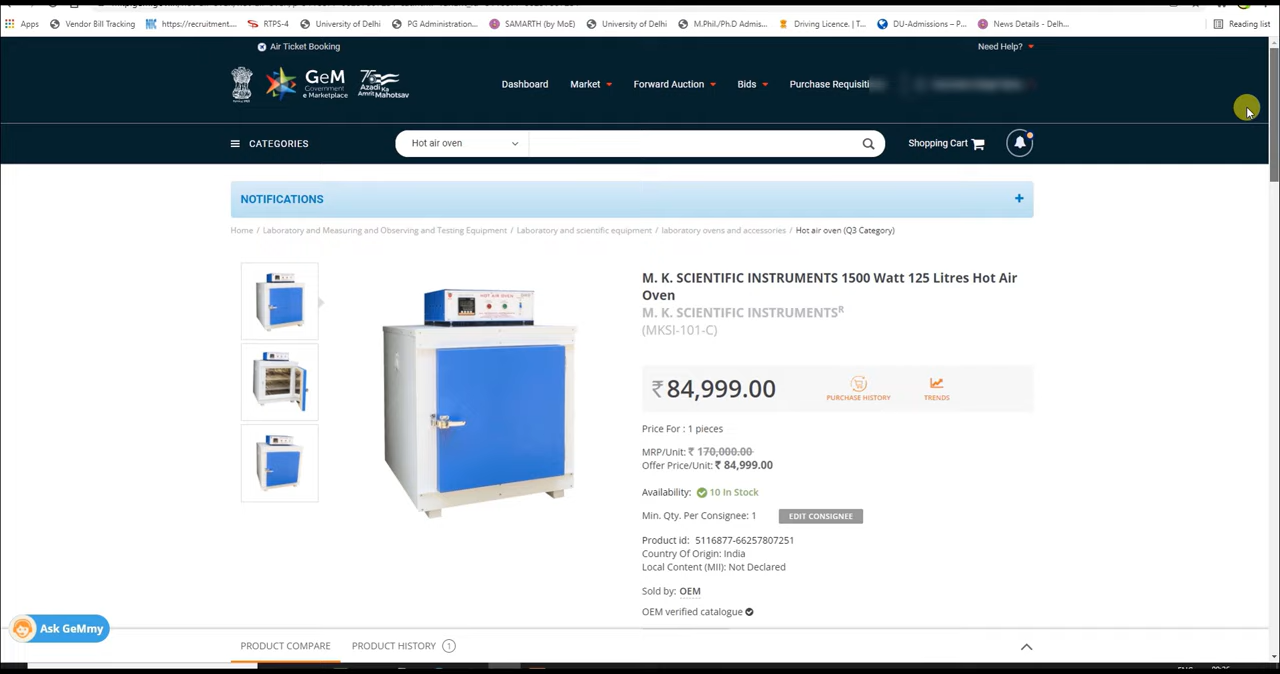 Apps Vendor Bill Tracking https://recruitment... RTPS-4 University of Delhi PG Administration... SAMARTH (by MoE) University of Delhi M.Phil/Ph.D Admis... Driving Licence. | T... DU-Admissions – P... News Details - Delh... Reading list
Air Ticket Booking Need Help?
GeM Government e Marketplace
75 Azadi Ka Amrit Mahotsav
Dashboard Market Forward Auction Bids Purchase Requisiti
CATEGORIES Hot air oven Shopping Cart
NOTIFICATIONS +
Home / Laboratory and Measuring and Observing and Testing Equipment / Laboratory and scientific equipment / laboratory ovens and accessories / Hot air oven (Q3 Category)
M. K. SCIENTIFIC INSTRUMENTS 1500 Watt 125 Litres Hot Air
Oven
M. K. SCIENTIFIC INSTRUMENTS R
(MKSI-101-C)
HOT AIR OVEN
₹84,999.00 PURCHASE HISTORY TRENDS
Price For : 1 pieces
MRP/Unit: ₹ 170,000.00
Offer Price/Unit: ₹ 84,999.00
Availability: 10 In Stock
Min. Qty. Per Consignee: 1 EDIT CONSIGNEE
Product id: 5116877-66257807251
Country Of Origin: India
Local Content (MII): Not Declared
Sold by: OEM
OEM verified catalogue
Ask GeMmy
PRODUCT COMPARE PRODUCT HISTORY 1